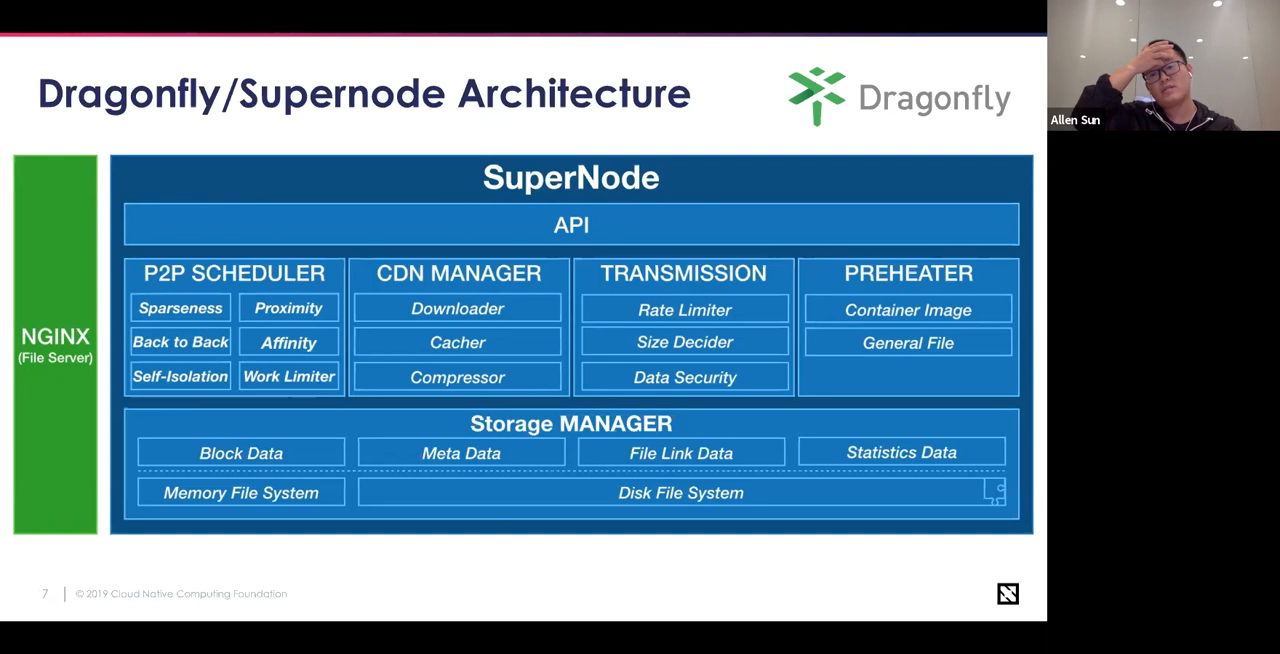 Dragonfly/Supernode Architecture
Dragonfly
Allen Sun
NGINX
(File Server)
SuperNode
API
P2P SCHEDULER
Sparseness
Proximity
Back to Back
Affinity
Self-Isolation
Work Limiter
CDN MANAGER
Downloader
Cacher
Compressor
TRANSMISSION
Rate Limiter
Size Decider
Data Security
PREHEATER
Container Image
General File
Storage MANAGER
Block Data
Meta Data
File Link Data
Statistics Data
Memory File System
Disk File System
7
© 2019 Cloud Native Computing Foundation